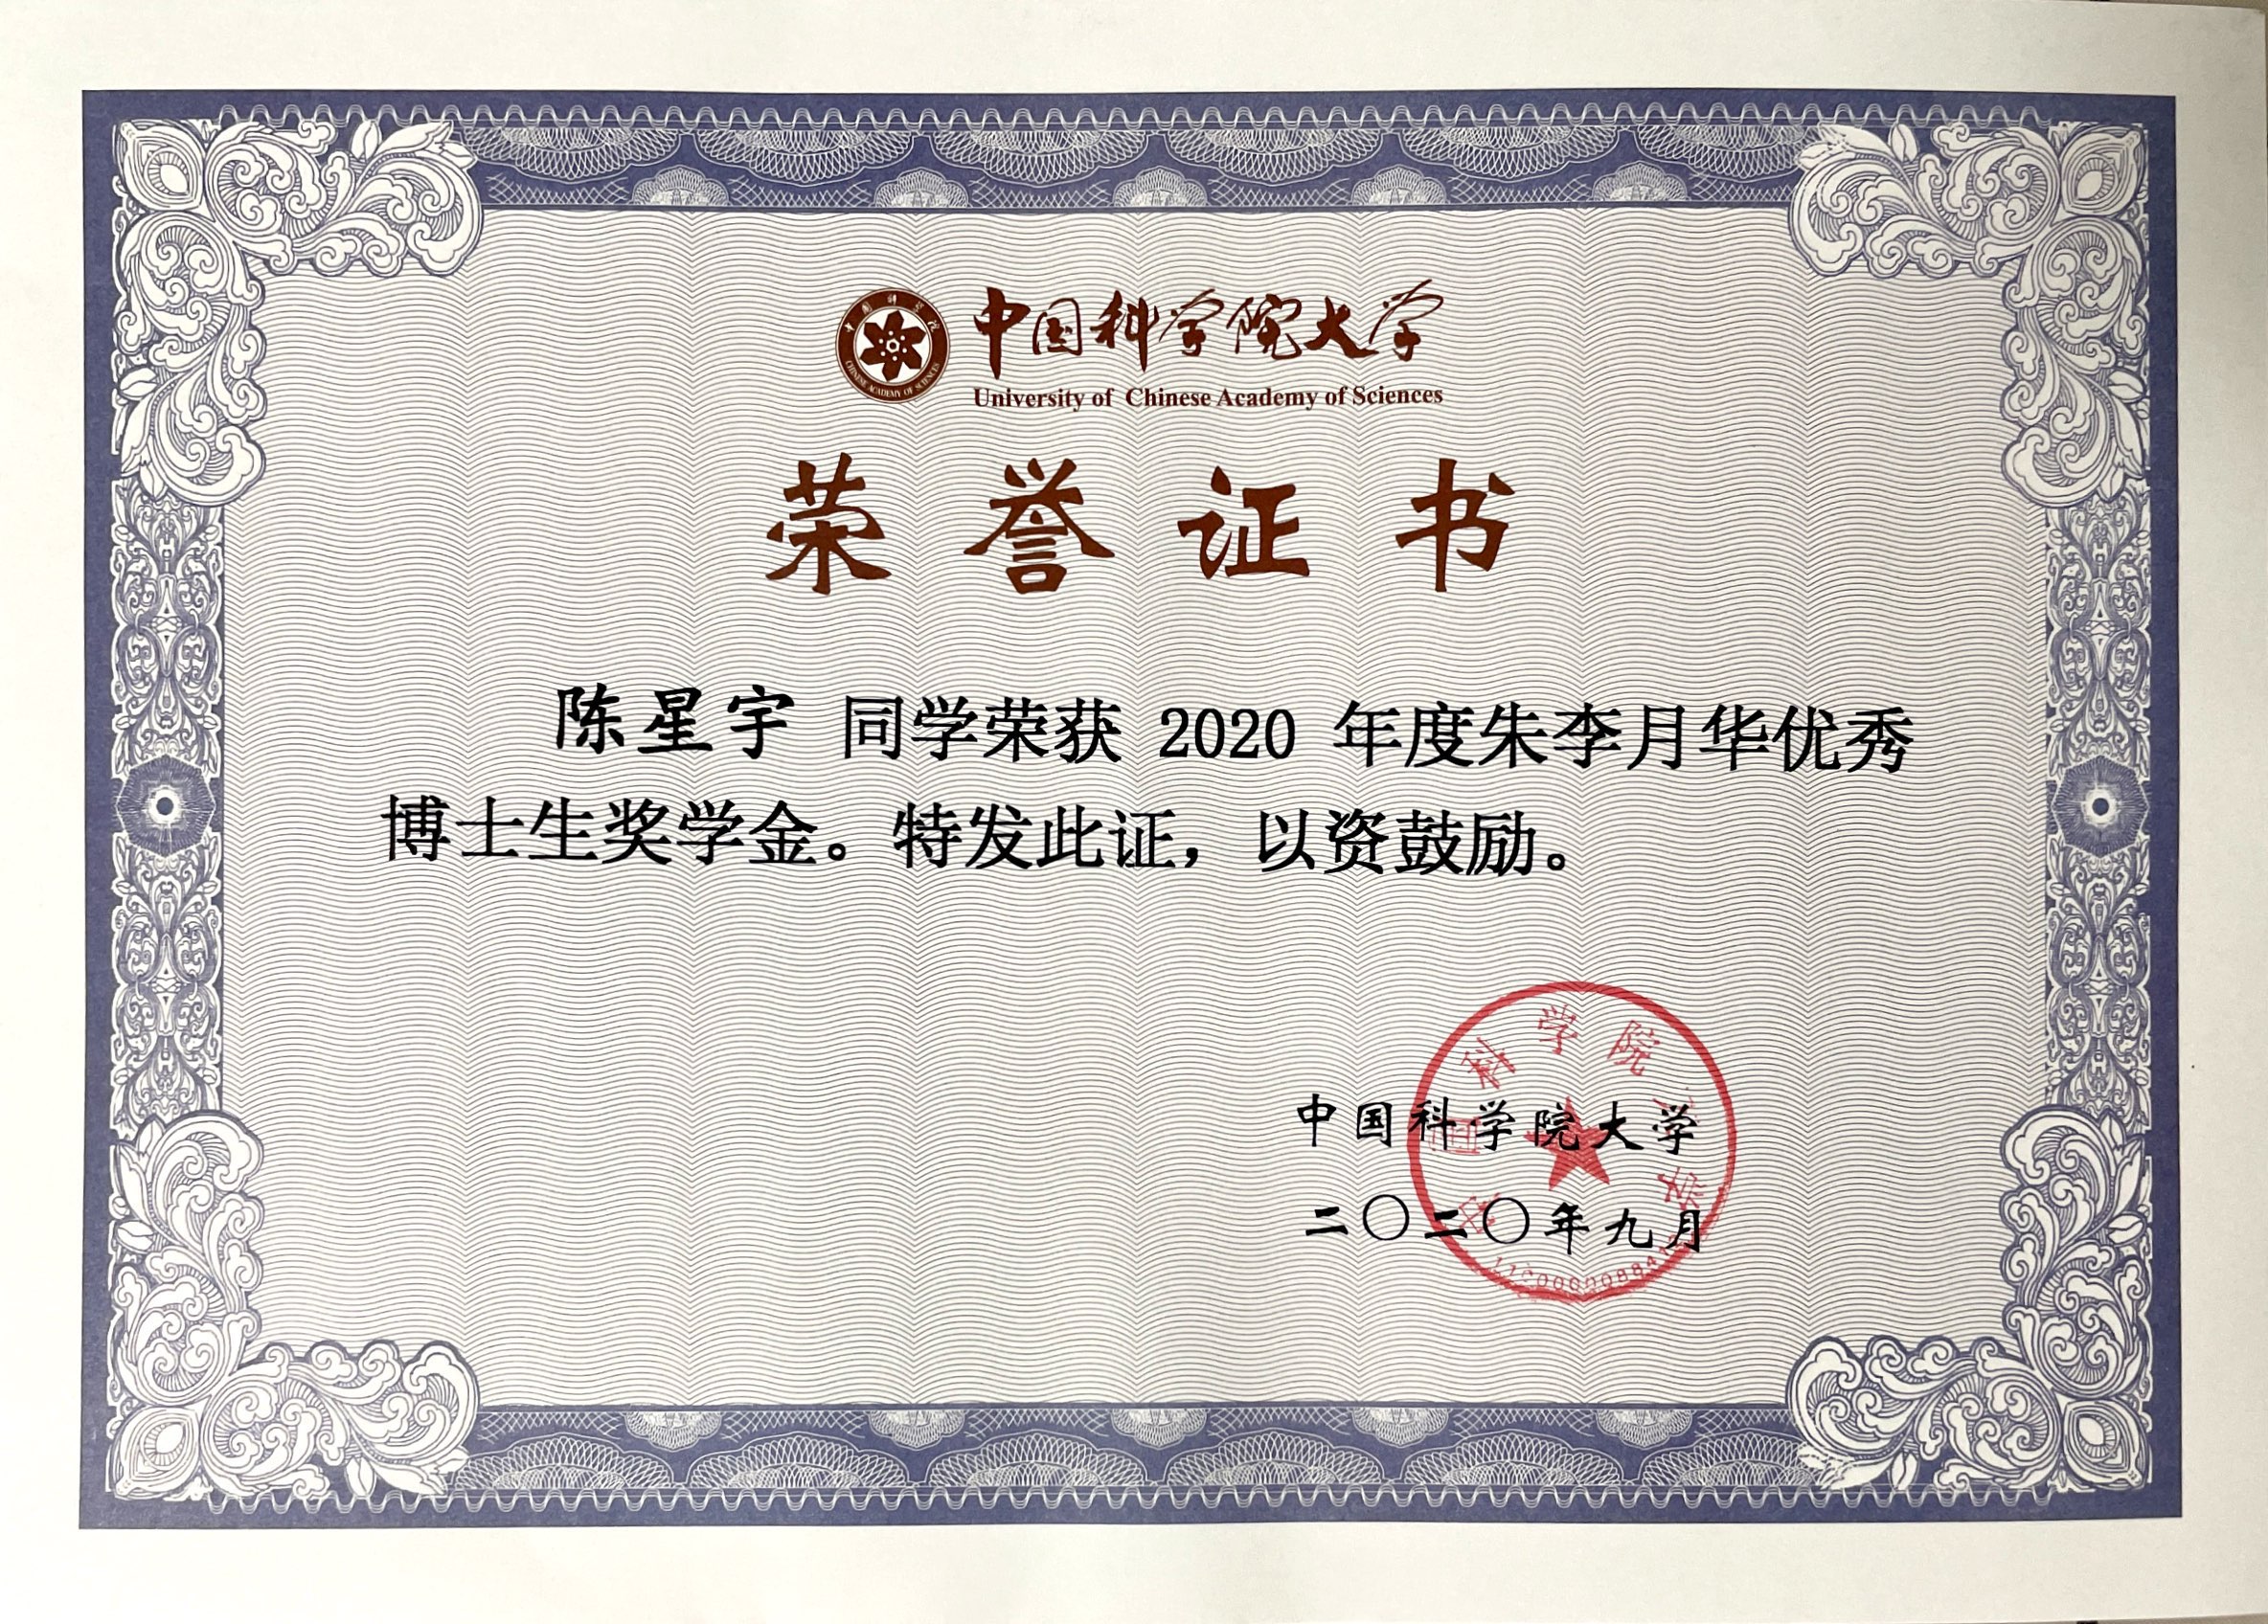 中国科学院
CHINESE ACADEMY OF SCIENCES
中国科学院大学
University of Chinese Academy of Sciences
荣誉证书
陈星宇 同学荣获 2020 年度朱李月华优秀
博士生奖学金。特发此证，以资鼓励。
中国科学院大学
二〇二〇年九月
中国科学院大学